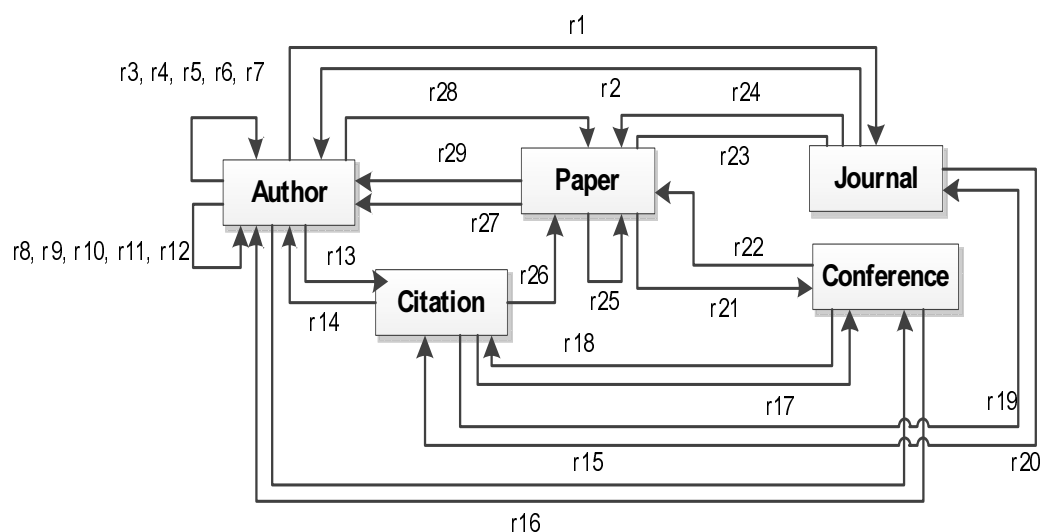 r1
r3, r4, r5, r6, r7
r28
r2
r24
r29
r23
Author
Paper
Journal
r27
r8, r9, r10, r11, r12
r13
r26
r22
Conference
Citation
r25
r21
r14
r18
r17
r19
r15
r20
r16